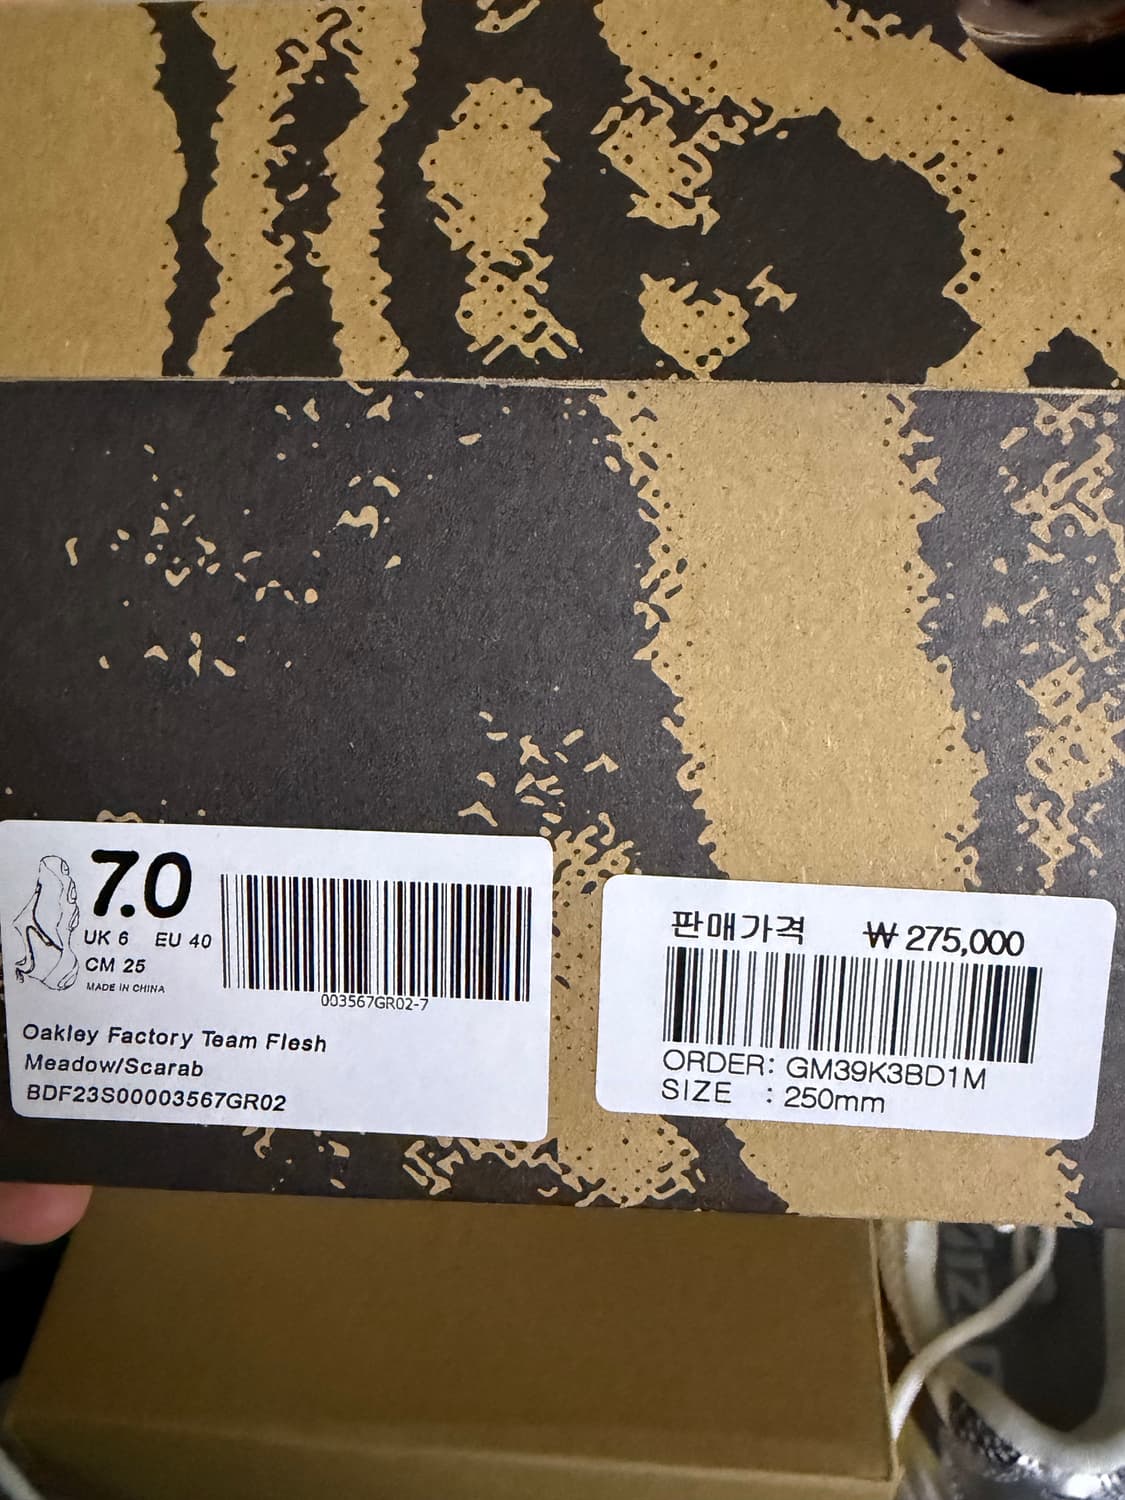 7.0
UK 6 EU 40
CM 25
MADE IN CHINA
003567GR02-7
Oakley Factory Team Flesh
Meadow/Scarab
BDF23S00003567GR02
판매가격 ₩ 275,000
ORDER: GM39K3BD1M
SIZE : 250mm